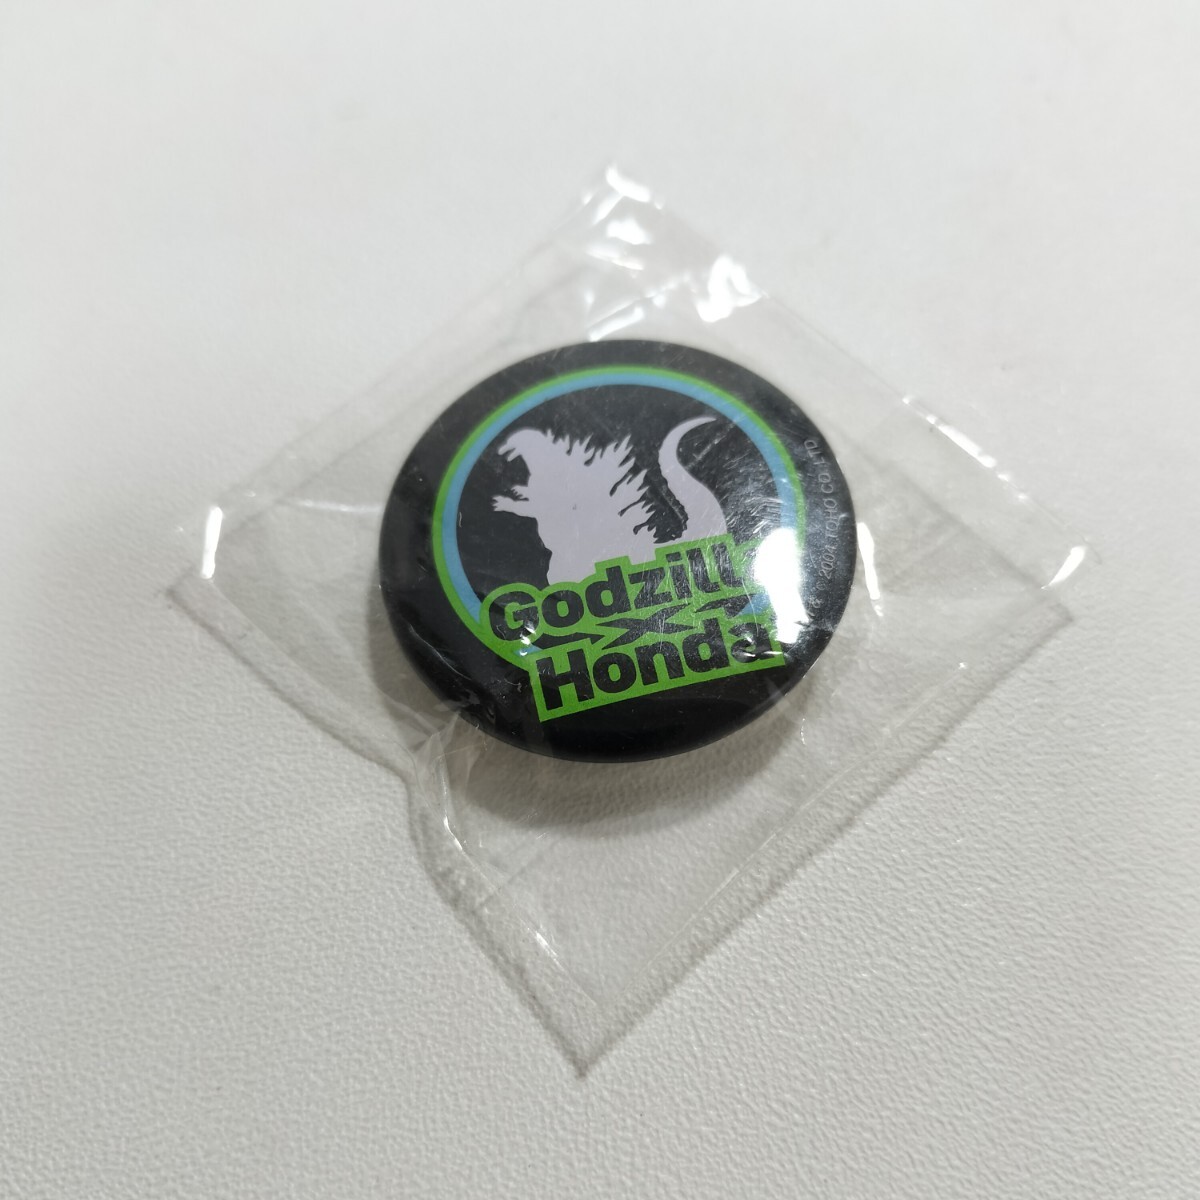 Godzilla
×
Honda
& 2004 TOHO CO., LTD